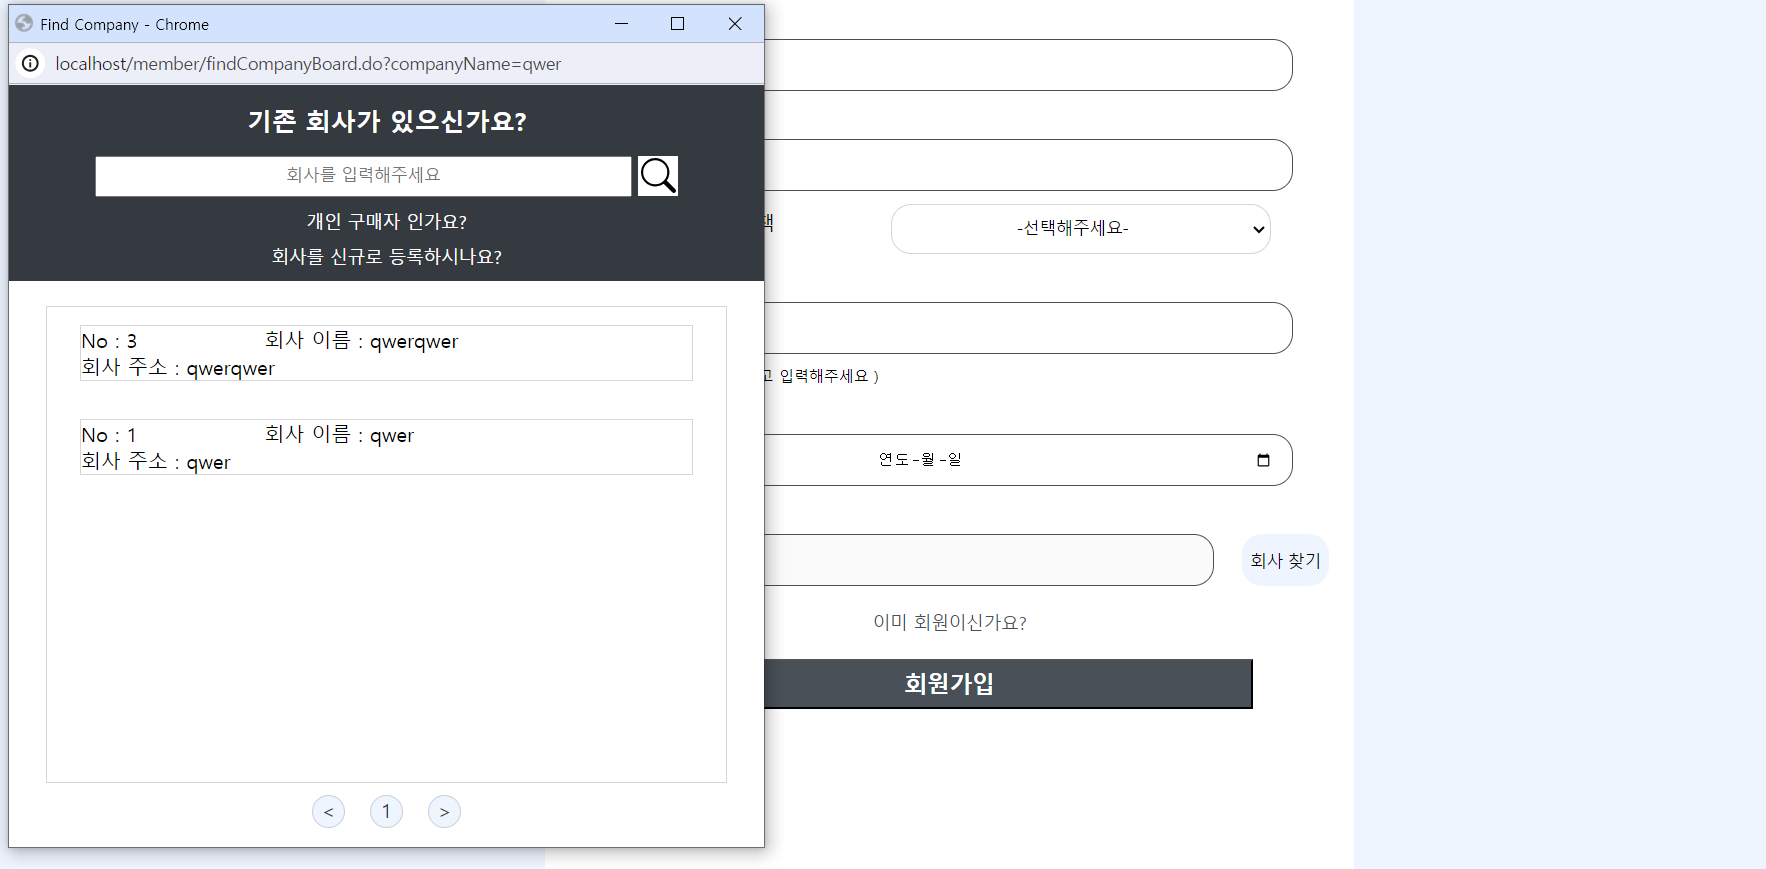 Find Company - Chrome
localhost/member/findCompanyBoard.do?companyName=qwer
기존 회사가 있으신가요?
회사를 입력해주세요
개인 구매자 인가요?
회사를 신규로 등록하시나요?
No : 3 회사 이름 : qwerqwer
회사 주소 : qwerqwer
No : 1 회사 이름 : qwer
회사 주소 : qwer
< 1 >
-선택해주세요-
입력해주세요 )
연도-월-일
회사 찾기
이미 회원이신가요?
회원가입